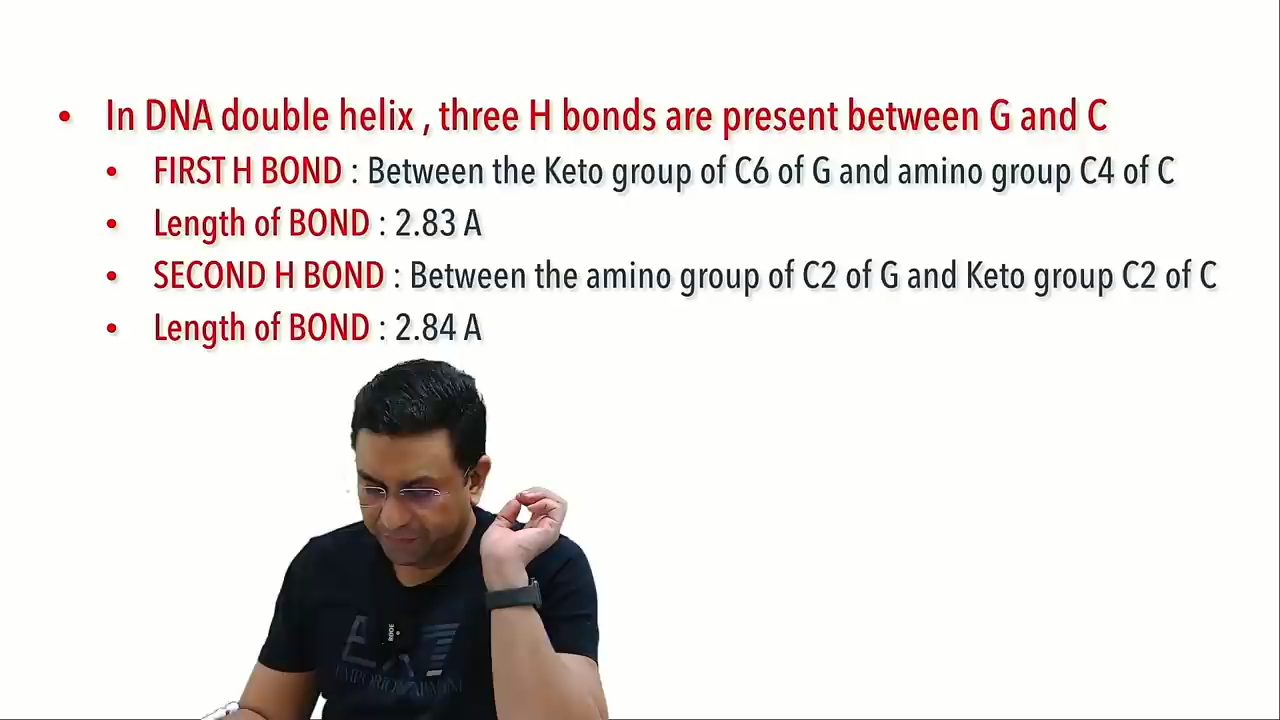 • In DNA double helix , three H bonds are present between G and C
• FIRST H BOND : Between the Keto group of C6 of G and amino group C4 of C
• Length of BOND : 2.83 A
• SECOND H BOND : Between the amino group of C2 of G and Keto group C2 of C
• Length of BOND : 2.84 A